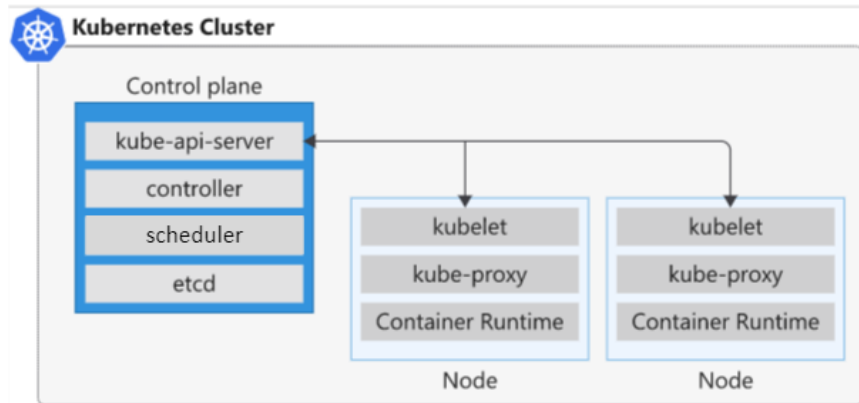 Kubernetes Cluster
Control plane
kube-api-server
controller
scheduler
etcd
kubelet
kube-proxy
Container Runtime
Node
kubelet
kube-proxy
Container Runtime
Node